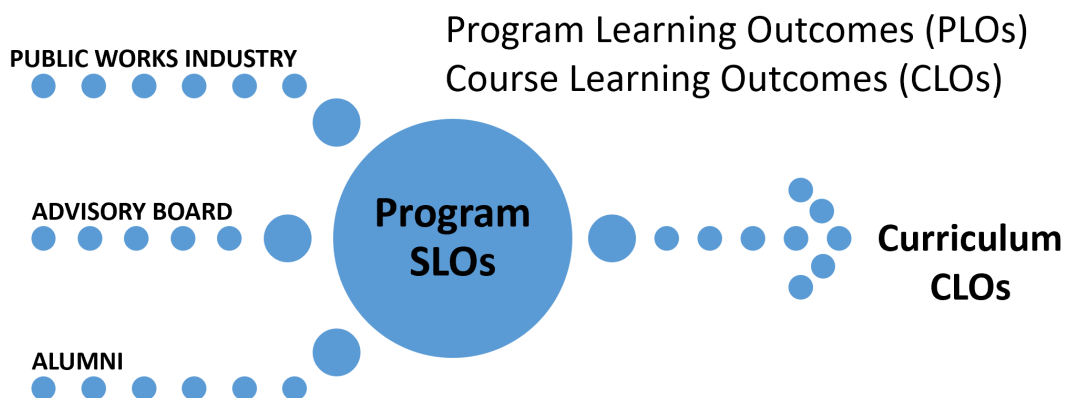 Program Learning Outcomes (PLOs)
Course Learning Outcomes (CLOs)
PUBLIC WORKS INDUSTRY
ADVISORY BOARD
ALUMNI
Program
SLOs
Curriculum
CLOs